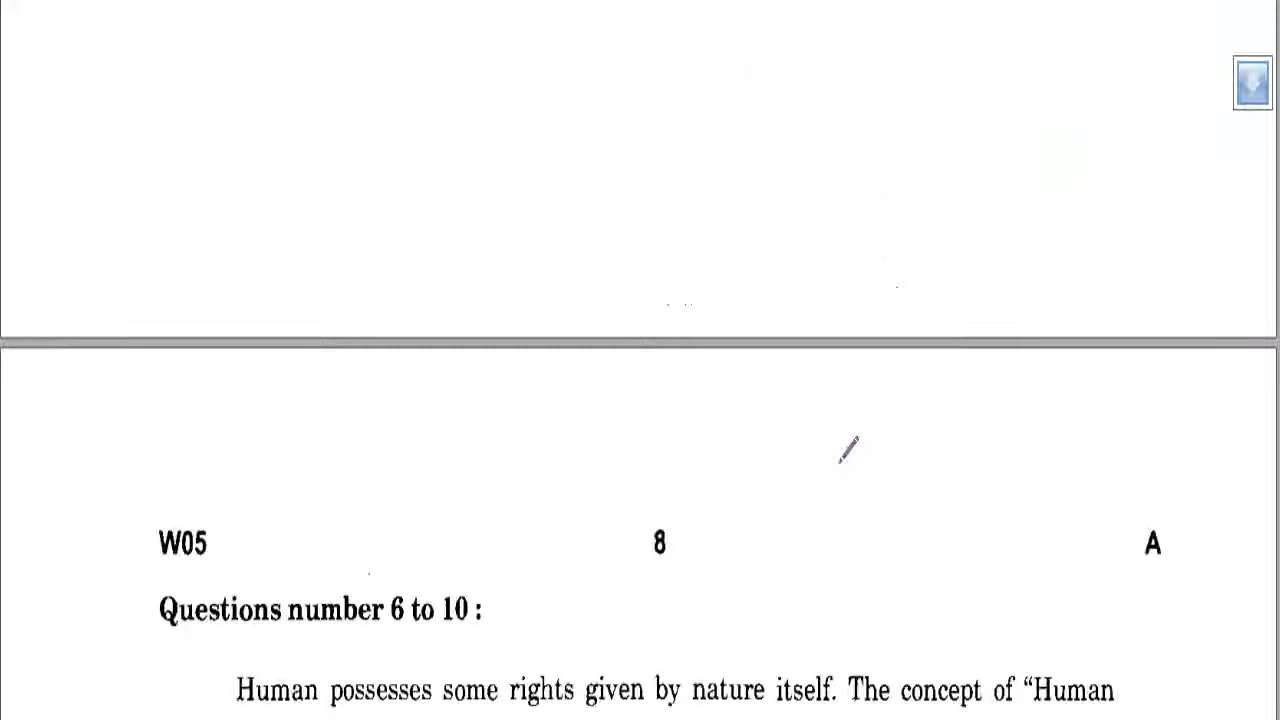 W05 8 A
Questions number 6 to 10 :
Human possesses some rights given by nature itself. The concept of “Human